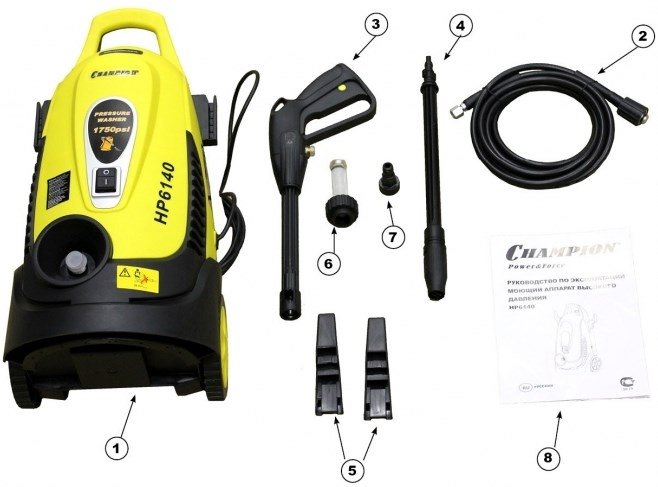 3
4
2
CHAMPION
PRESSURE
WASHER
1750psi
HP6140
6
7
CHAMPION
Power&Force
РУКОВОДСТВО ПО ЭКСПЛУАТАЦИИ
МОЮЩИЙ АППАРАТ ВЫСОКОГО
ДАВЛЕНИЯ
HP6140
1
5
8